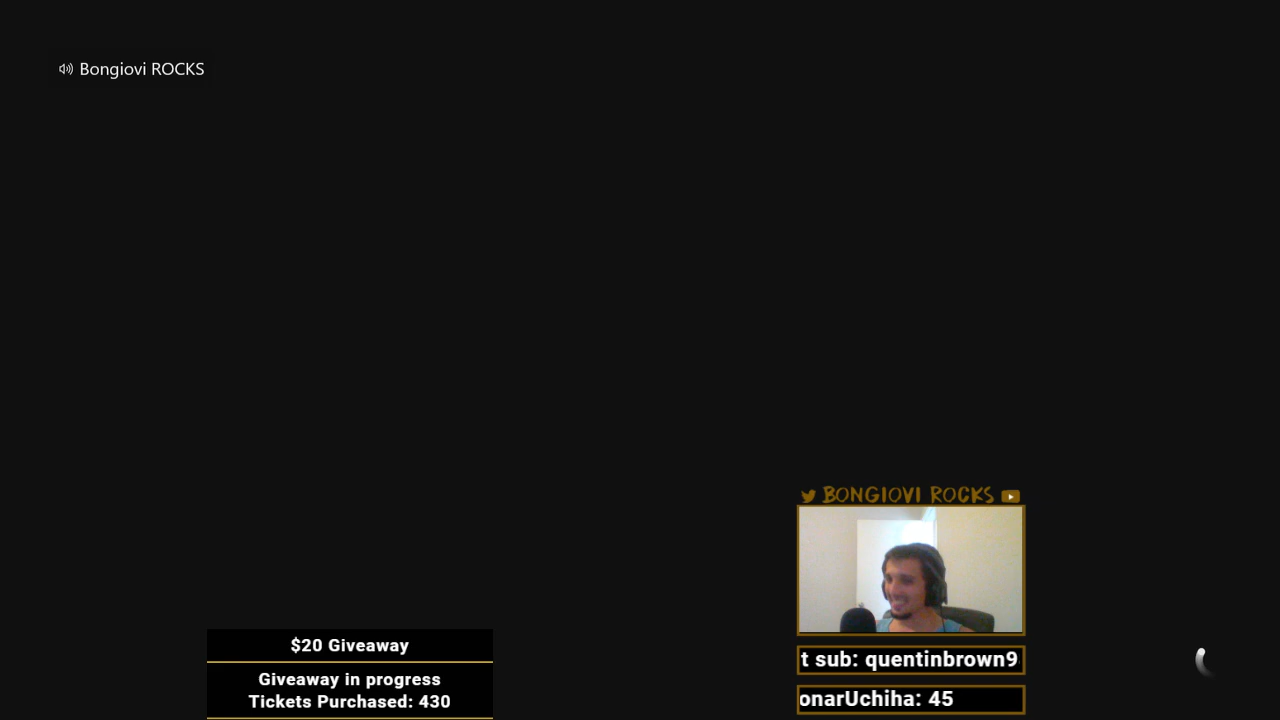 Bongiovi ROCKS
BONGIOVI ROCKS
$20 Giveaway
Giveaway in progress
Tickets Purchased: 430
t sub: quentinbrown9
onarUchiha: 45